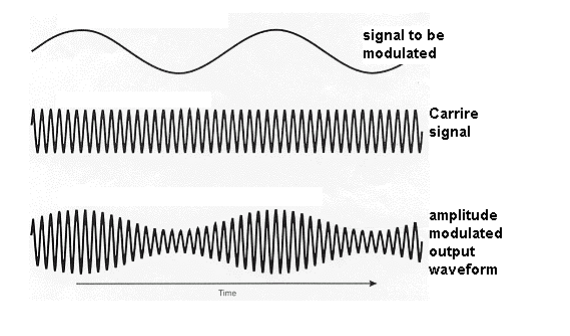 signal to be
modulated
Carrire
signal
amplitude
modulated
output
waveform
Time